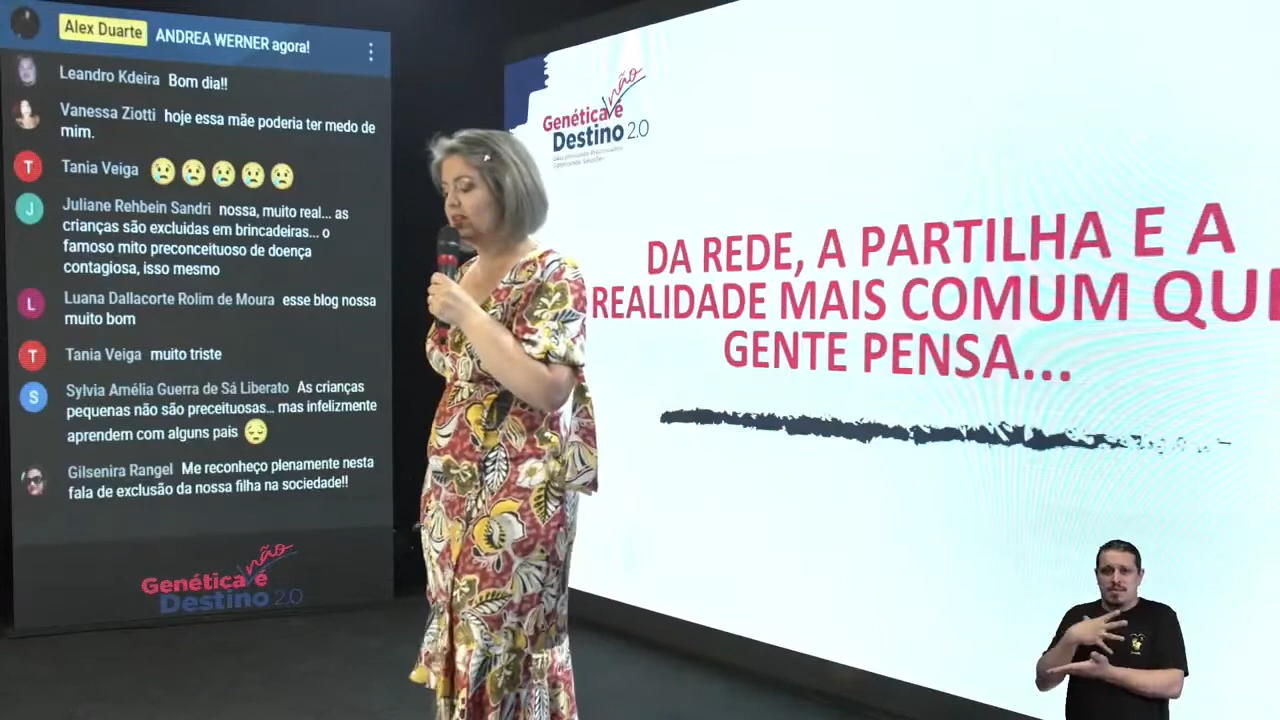 Alex Duarte ANDREA WERNER agora!
Leandro Kdeira Bom dia!!
Vanessa Ziotti hoje essa mãe poderia ter medo de
mim.
T Tania Veiga 😢😢😢😢😢
J Juliane Rehbein Sandri nossa, muito real... as
crianças são excluidas em brincadeiras... o
famoso mito preconceituoso de doença
contagiosa, isso mesmo
L Luana Dallacorte Rolim de Moura esse blog nossa
muito bom
T Tania Veiga muito triste
S Sylvia Amélia Guerra de Sá Liberato As crianças
pequenas não são preceituosas... mas infelizmente
aprendem com alguns pais 😔
Gilsenira Rangel Me reconheço plenamente nesta
fala de exclusão da nossa filha na sociedade!!
não
Genética é
Destino 2.0
não
Genética é
Destino 2.0
DA REDE, A PARTILHA E A
REALIDADE MAIS COMUM QU
GENTE PENSA...